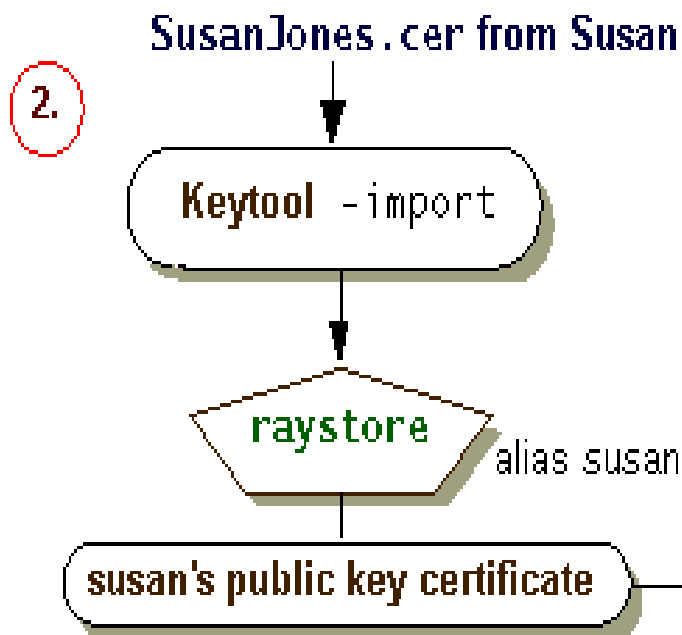 SusanJones.cer from Susan
2.
Keytool -import
raystore
alias susan
susan's public key certificate